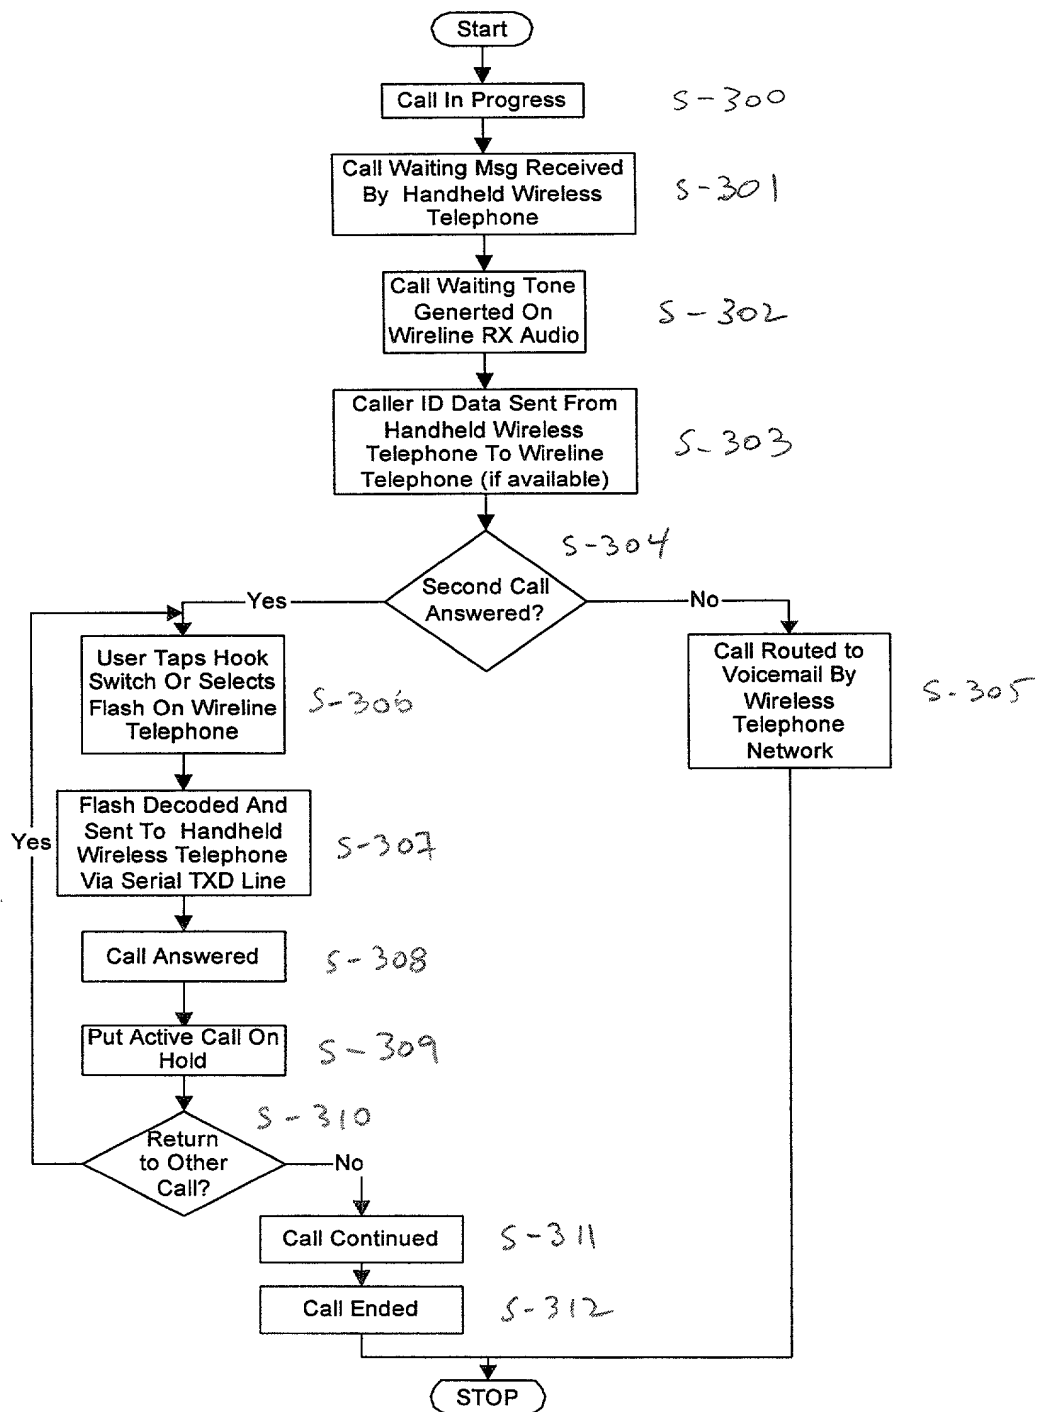 Start
Call In Progress
S-300
Call Waiting Msg Received
By Handheld Wireless
Telephone
S-301
Call Waiting Tone
Generted On
Wireline RX Audio
S-302
Caller ID Data Sent From
Handheld Wireless
Telephone To Wireline
Telephone (if available)
S-303
S-304
Second Call
Answered?
Yes
No
User Taps Hook
Switch Or Selects
Flash On Wireline
Telephone
S-306
Call Routed to
Voicemail By
Wireless
Telephone
Network
S-305
Flash Decoded And
Sent To Handheld
Wireless Telephone
Via Serial TXD Line
S-307
Yes
Call Answered
S-308
Put Active Call On
Hold
S-309
S-310
Return
to Other
Call?
No
Call Continued
S-311
Call Ended
S-312
STOP